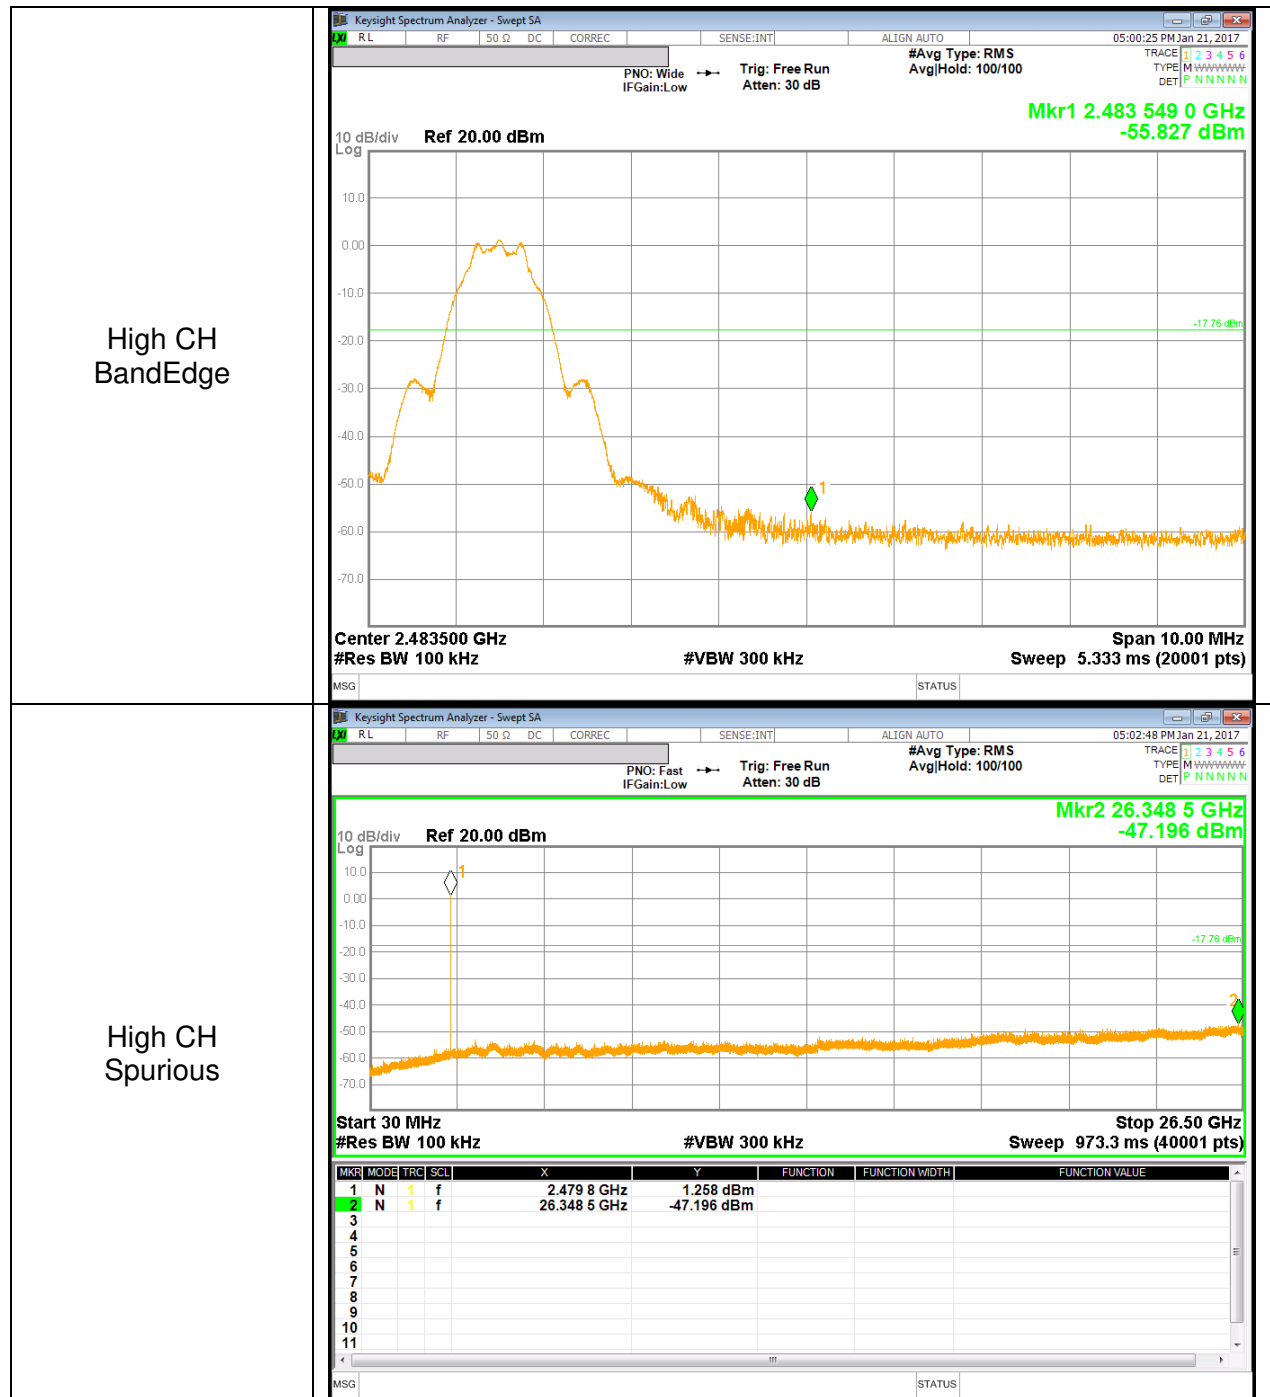 High CH
BandEdge
Keysight Spectrum Analyzer - Swept SA
LXI RL RF 50 Ω DC CORREC SENSE:INT ALIGN AUTO 05:00:25 PM Jan 21, 2017
#Avg Type: RMS TRACE 1 2 3 4 5 6
PNO: Wide Trig: Free Run Avg|Hold: 100/100 TYPE M WWWWW
IFGain:Low Atten: 30 dB DET P N N N N N
Mkr1 2.483 549 0 GHz
10 dB/div Ref 20.00 dBm -55.827 dBm
Log
10.0
0.00
-10.0
-17.76 dBm
-20.0
-30.0
-40.0
-50.0
1
-60.0
-70.0
Center 2.483500 GHz Span 10.00 MHz
#Res BW 100 kHz #VBW 300 kHz Sweep 5.333 ms (20001 pts)
MSG STATUS
High CH
Spurious
Keysight Spectrum Analyzer - Swept SA
LXI RL RF 50 Ω DC CORREC SENSE:INT ALIGN AUTO 05:02:48 PM Jan 21, 2017
#Avg Type: RMS TRACE 1 2 3 4 5 6
PNO: Fast Trig: Free Run Avg|Hold: 100/100 TYPE M WWWWW
IFGain:Low Atten: 30 dB DET P N N N N N
Mkr2 26.348 5 GHz
10 dB/div Ref 20.00 dBm -47.196 dBm
Log
10.0
1
0.00
-10.0
-17.76 dBm
-20.0
-30.0
-40.0
2
-50.0
-60.0
-70.0
Start 30 MHz Stop 26.50 GHz
#Res BW 100 kHz #VBW 300 kHz Sweep 973.3 ms (40001 pts)
MKR MODE TRC SCL X Y FUNCTION FUNCTION WIDTH FUNCTION VALUE
1 N 1 f 2.479 8 GHz 1.258 dBm
2 N 1 f 26.348 5 GHz -47.196 dBm
3
4
5
6
7
8
9
10
11
MSG STATUS